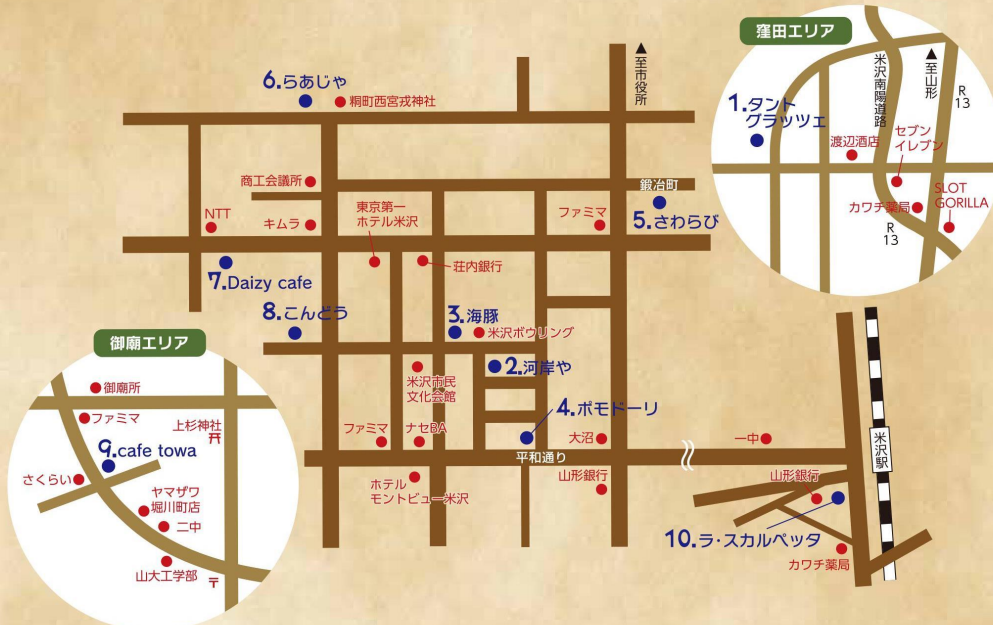 窪田エリア
▲至市役所
米沢南陽道路
▲至山形
R
13
1.タント
グラッツェ
渡辺酒店
セブン
イレブン
カワチ薬局
SLOT
GORILLA
R
13
6.らあじゃ
粡町西宮戎神社
商工会議所
鍛冶町
NTT
キムラ
東京第一
ホテル米沢
ファミマ
5.さわらび
荘内銀行
7.Daizy cafe
8.こんどう
3.海豚
米沢ボウリング
2.河岸や
米沢市民
文化会館
4.ポモドーリ
ファミマ
ナセBA
大沼
一中
平和通り
米沢駅
ホテル
モントビュー米沢
山形銀行
山形銀行
10.ラ・スカルペッタ
カワチ薬局
御廟エリア
御廟所
ファミマ
上杉神社
9.cafe towa
さくらい
ヤマザワ
堀川町店
二中
山大工学部
〒